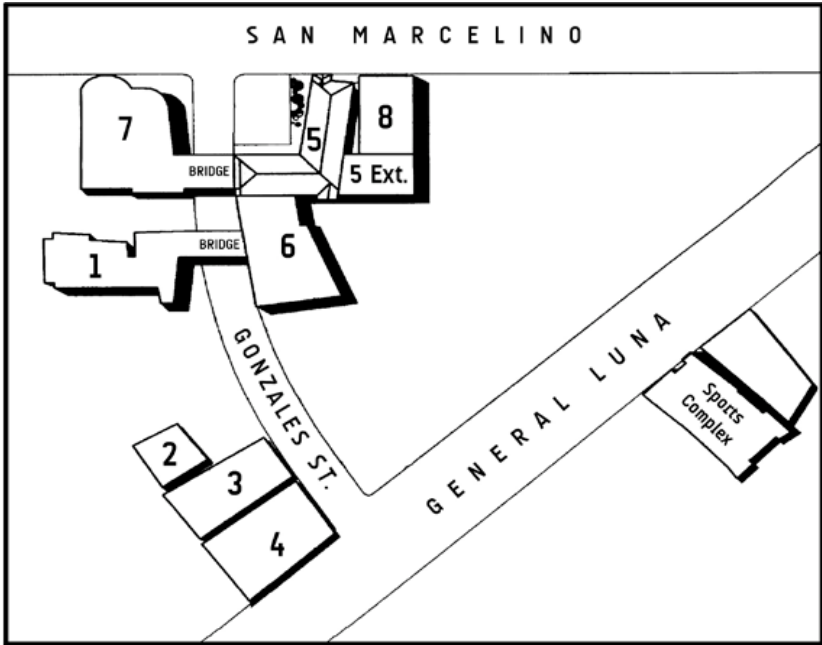 SAN MARCELINO
7
5
8
BRIDGE
5 Ext.
1
BRIDGE
6
GONZALES ST.
GENERAL LUNA
Sports
Complex
2
3
4